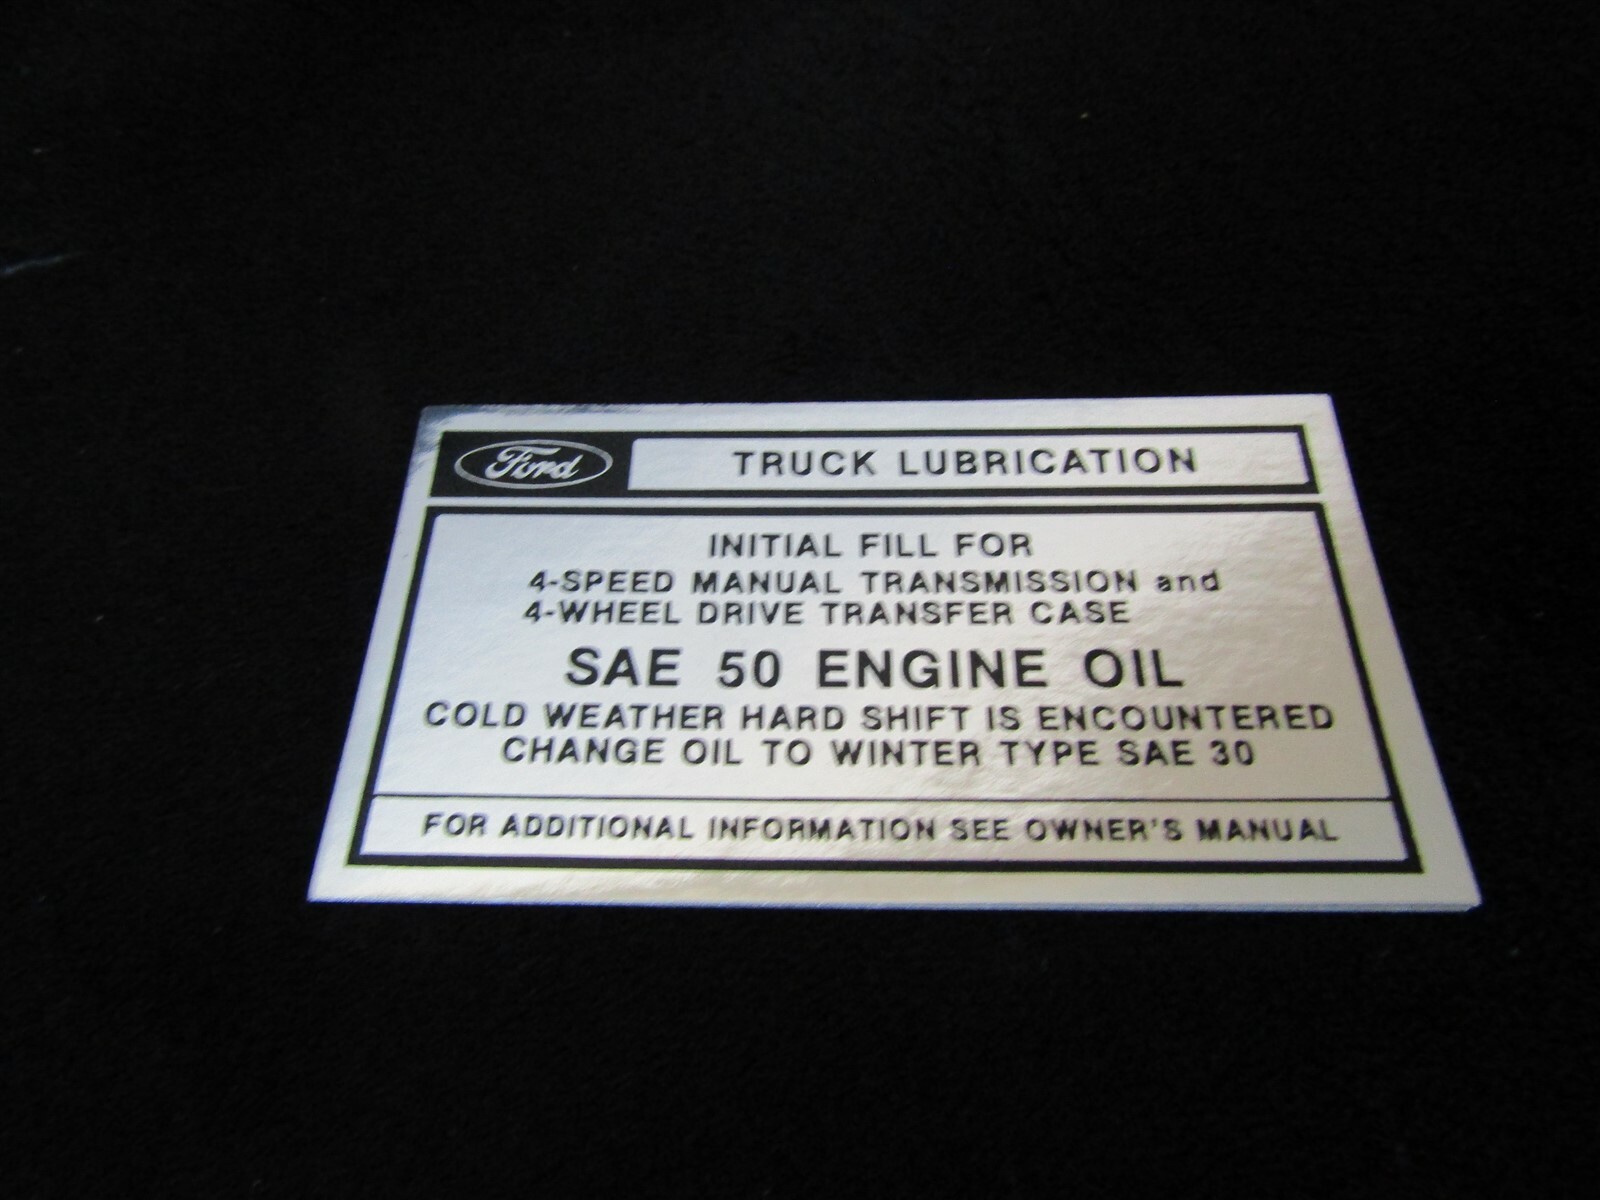 Ford
TRUCK LUBRICATION
INITIAL FILL FOR
4-SPEED MANUAL TRANSMISSION and
4-WHEEL DRIVE TRANSFER CASE
SAE 50 ENGINE OIL
COLD WEATHER HARD SHIFT IS ENCOUNTERED
CHANGE OIL TO WINTER TYPE SAE 30
FOR ADDITIONAL INFORMATION SEE OWNER'S MANUAL